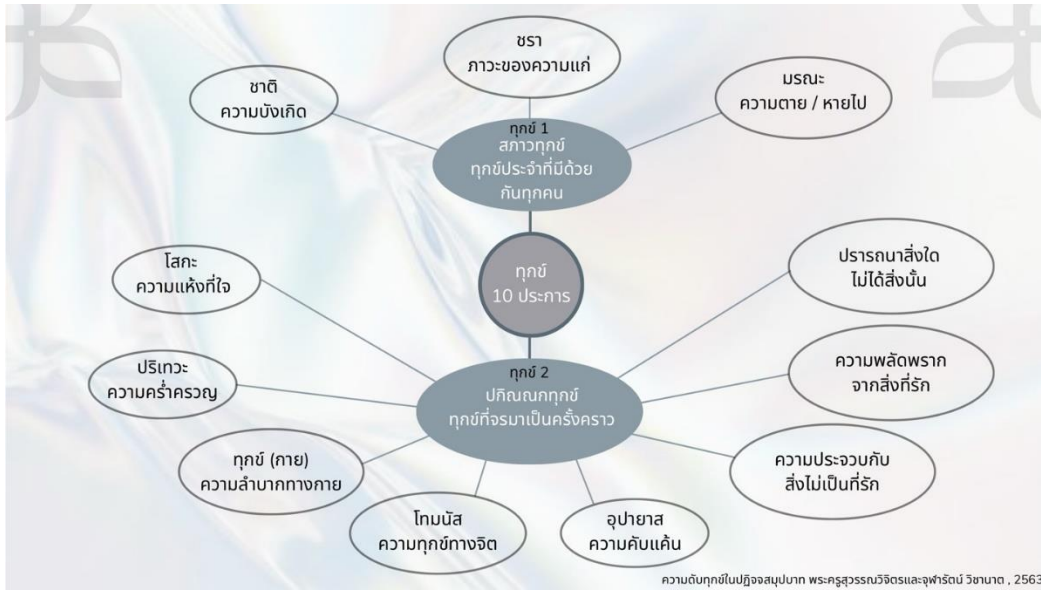 ชรา
ภาวะของความแก่
ชาติ
ความบังเกิด
มรณะ
ความตาย / หายไป
ทุกข์ 1
สภาวทุกข์
ทุกข์ประจำที่มีด้วย
กันทุกคน
ทุกข์
10 ประการ
โสกะ
ความแห้งที่ใจ
ปรารถนาสิ่งใด
ไม่ได้สิ่งนั้น
ปริเทวะ
ความคร่ำครวญ
ทุกข์ 2
ปกิณณกทุกข์
ทุกข์ที่จรมาเป็นครั้งคราว
ความพลัดพราก
จากสิ่งที่รัก
ทุกข์ (กาย)
ความลำบากทางกาย
ความประจวบกับ
สิ่งไม่เป็นที่รัก
โทมนัส
ความทุกข์ทางจิต
อุปายาส
ความคับแค้น
ความดับทุกข์ในปฏิจจสมุปบาท พระครูสุวรรณวิจิตรและจุฬารัตน์ วิชานาต , 2563